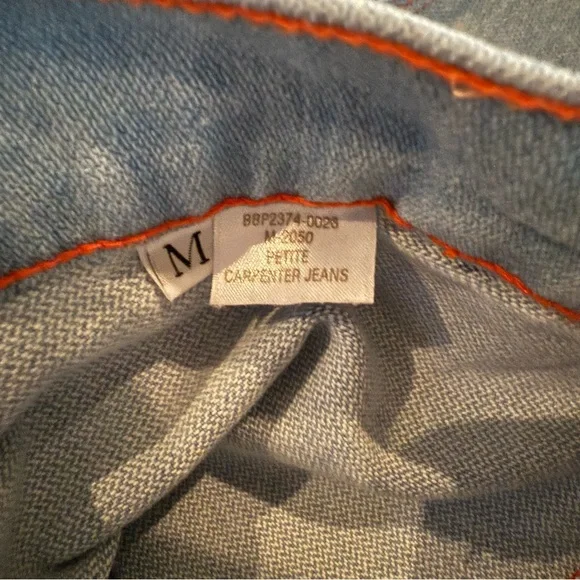 M
BBP2374-0026
M-2050
PETITE
CARPENTER JEANS